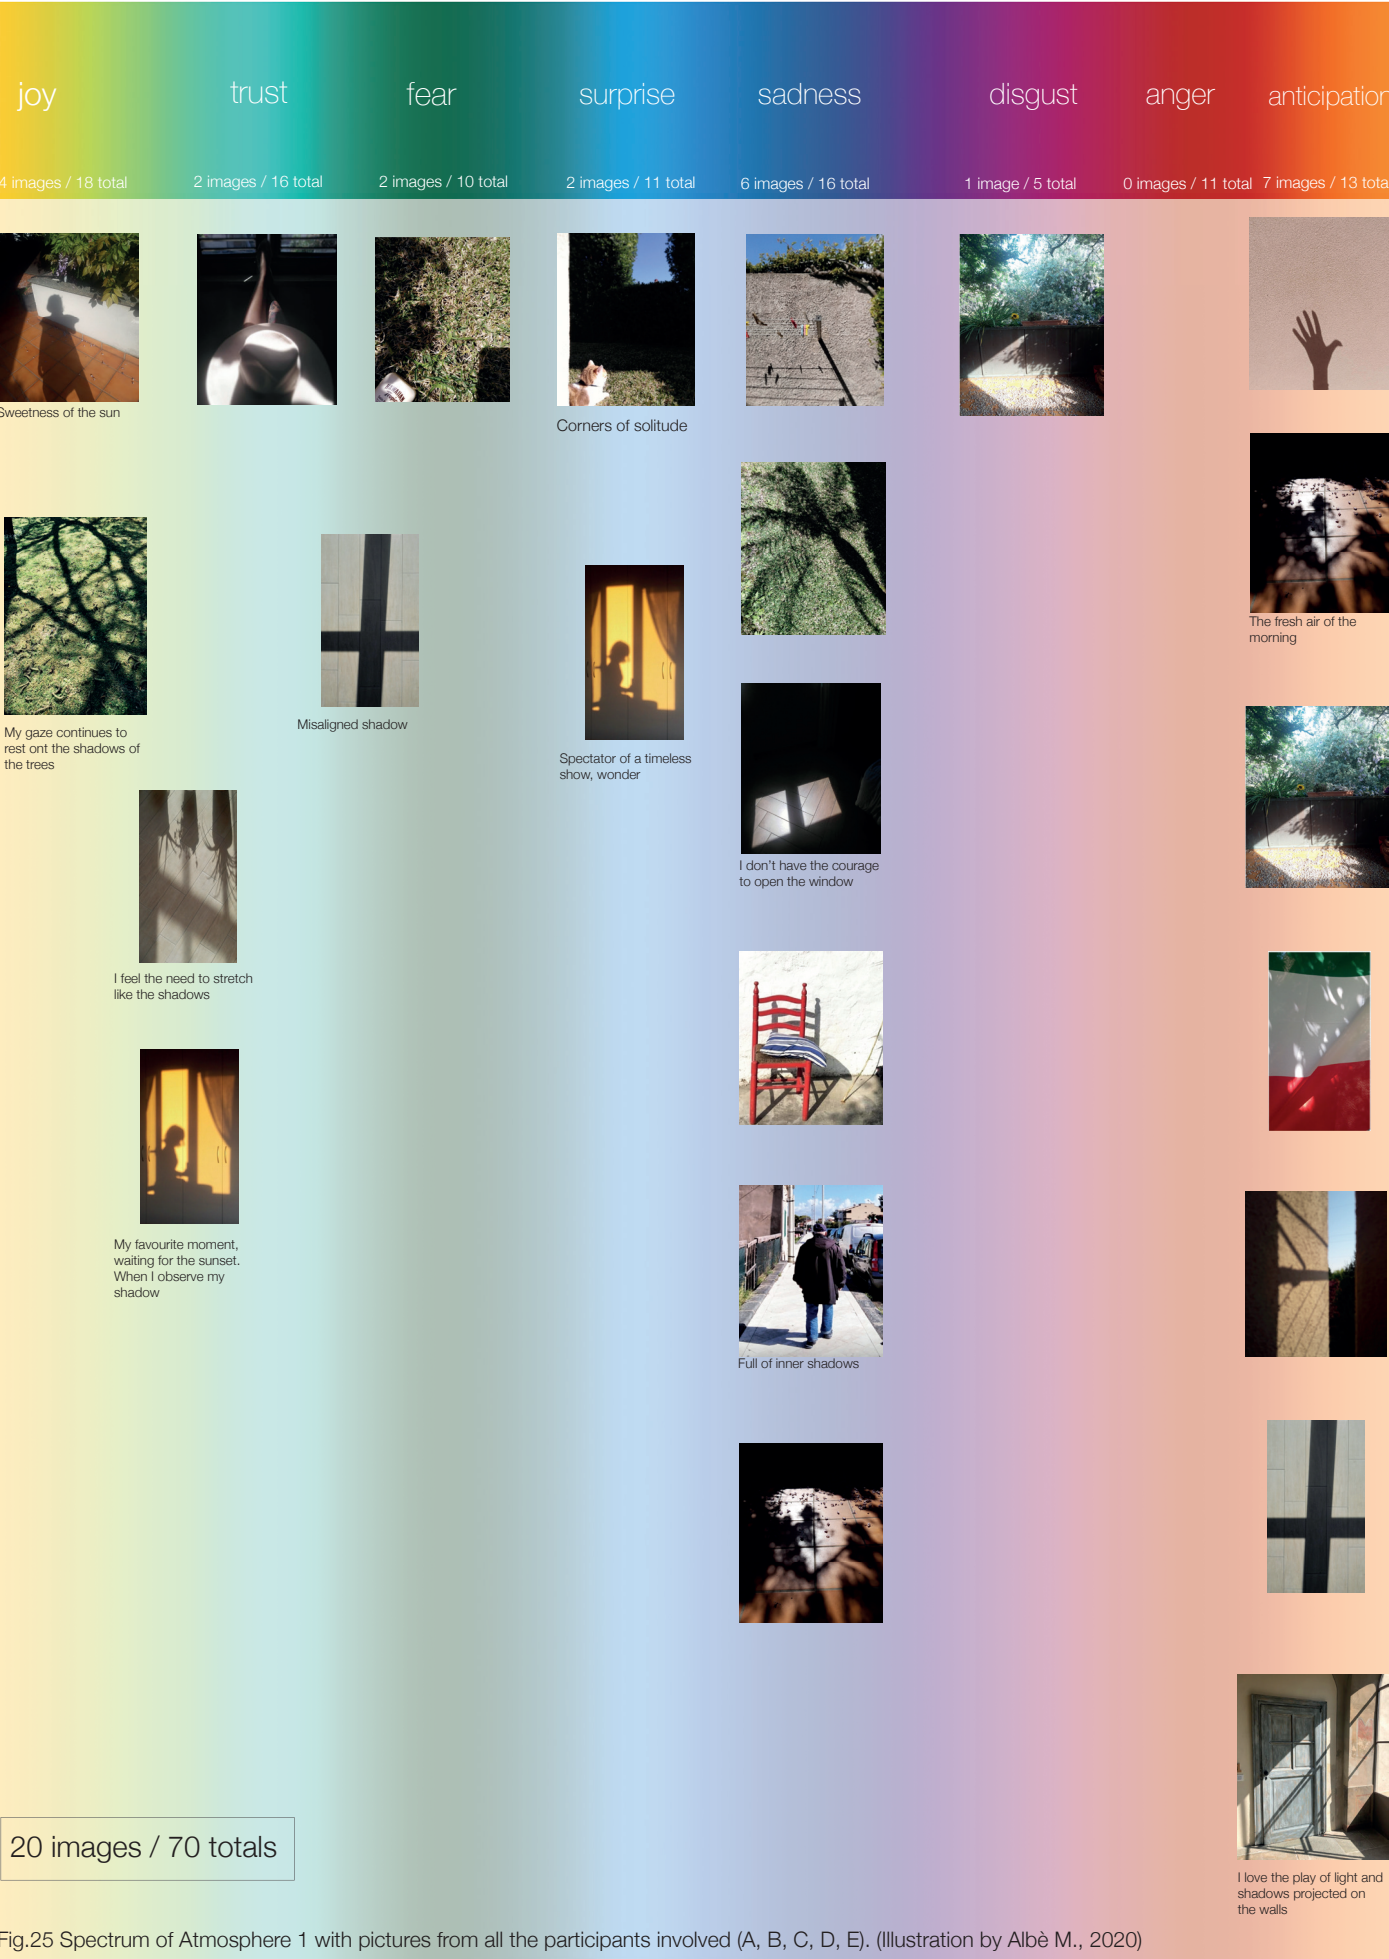 joy
trust
fear
surprise
sadness
disgust
anger
anticipation
4 images / 18 total
2 images / 16 total
2 images / 10 total
2 images / 11 total
6 images / 16 total
1 image / 5 total
0 images / 11 total
7 images / 13 total
Sweetness of the sun
Corners of solitude
The fresh air of the
morning
My gaze continues to
rest ont the shadows of
the trees
Misaligned shadow
Spectator of a timeless
show, wonder
I don't have the courage
to open the window
I feel the need to stretch
like the shadows
My favourite moment,
waiting for the sunset.
When I observe my
shadow
Full of inner shadows
20 images / 70 totals
I love the play of light and
shadows projected on
the walls
Fig.25 Spectrum of Atmosphere 1 with pictures from all the participants involved (A, B, C, D, E). (Illustration by Albè M., 2020)